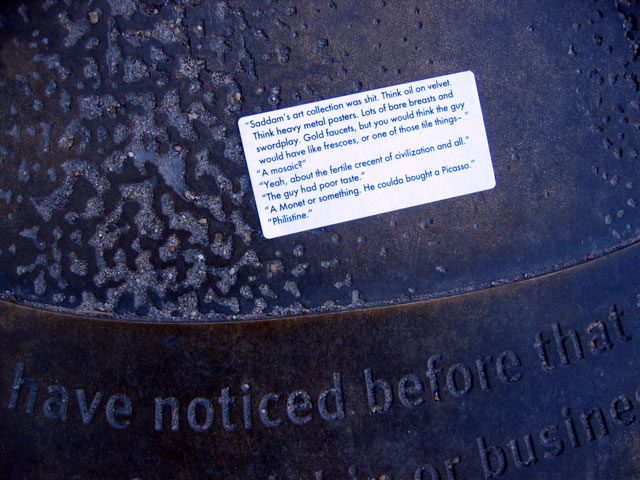 "Saddam's art collection was shit. Think oil on velvet.
Think heavy metal posters. Lots of bare breasts and
swordplay. Gold faucets, but you would think the guy
would have like frescoes, or one of those tile things– "
"A mosaic?"
"Yeah, about the fertile crecent of civilization and all."
"The guy had poor taste."
"A Monet or something. He coulda bought a Picasso."
"Philistine."
have noticed before that
or business